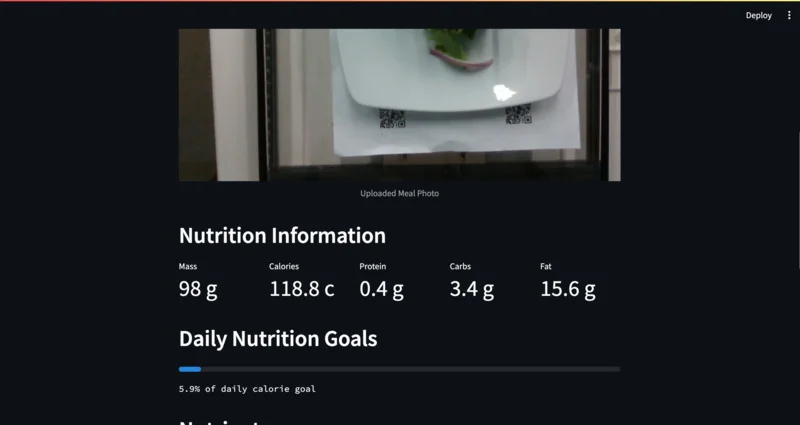 Deploy
Uploaded Meal Photo
Nutrition Information
Mass Calories Protein Carbs Fat
98 g 118.8 c 0.4 g 3.4 g 15.6 g
Daily Nutrition Goals
5.9% of daily calorie goal